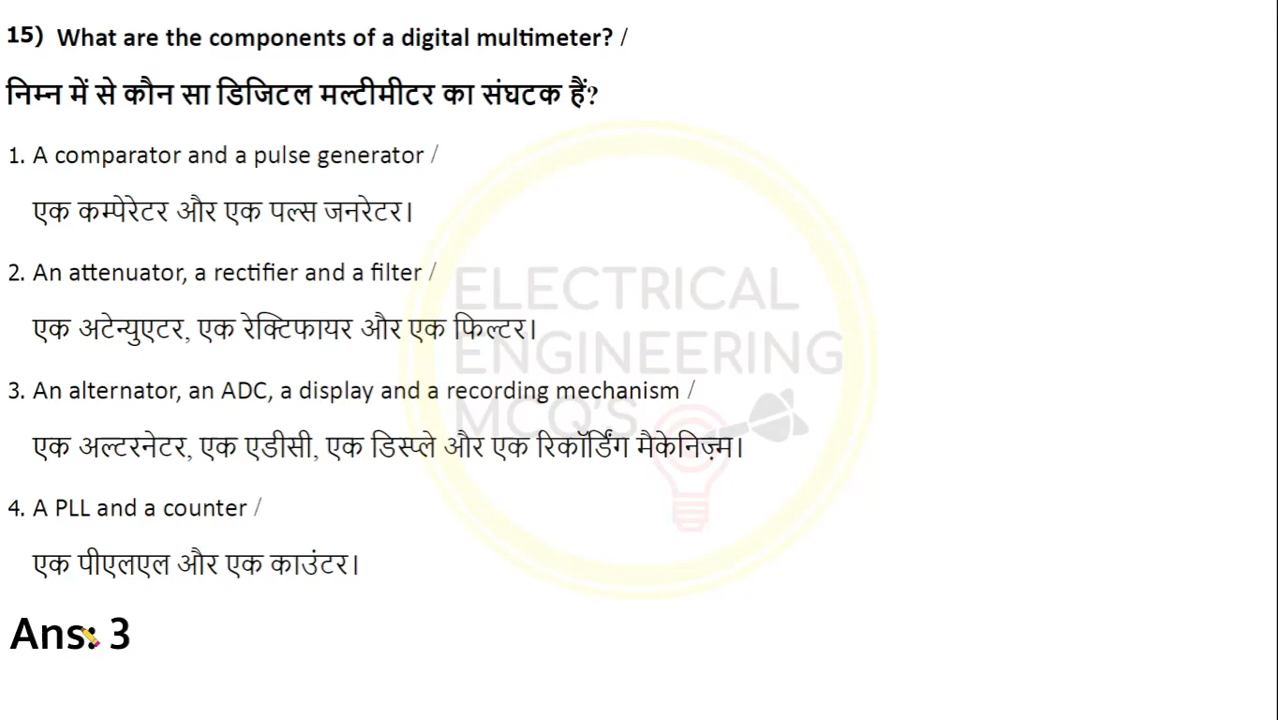 15) What are the components of a digital multimeter? /
निम्न में से कौन सा डिजिटल मल्टीमीटर का संघटक हैं?
1. A comparator and a pulse generator /
एक कम्पेरेटर और एक पल्स जनरेटर।
2. An attenuator, a rectifier and a filter /
एक अटेन्युएटर, एक रेक्टिफायर और एक फिल्टर।
3. An alternator, an ADC, a display and a recording mechanism /
एक अल्टरनेटर, एक एडीसी, एक डिस्प्ले और एक रिकॉर्डिंग मैकेनिज़्म।
4. A PLL and a counter /
एक पीएलएल और एक काउंटर।
Ans: 3
ELECTRICAL
ENGINEERING
MCQ'S